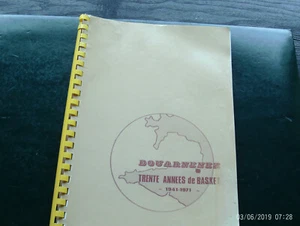 DOUARNENEZ
TRENTE ANNEES de BASKET
- 1941-1971 -
03/06/2019 07:28